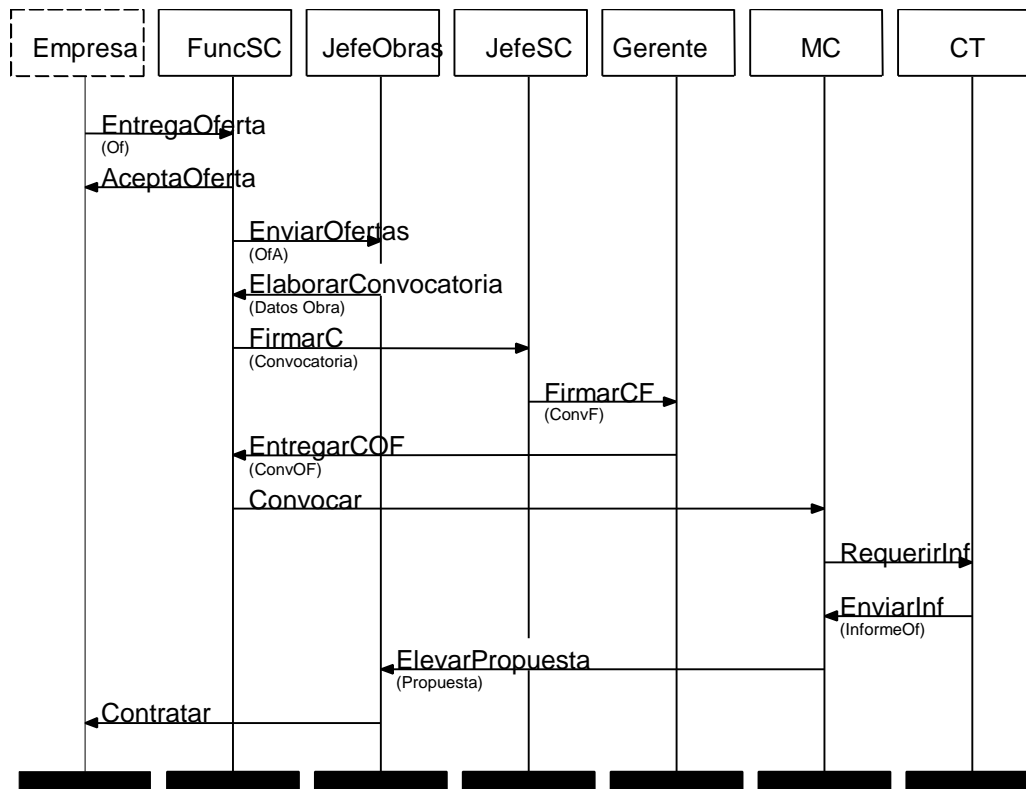 Empresa
FuncSC
JefeObras
JefeSC
Gerente
MC
CT
EntregaOferta
(Of)
AceptaOferta
EnviarOfertas
(OfA)
ElaborarConvocatoria
(Datos Obra)
FirmarC
(Convocatoria)
FirmarCF
(ConvF)
EntregarCOF
(ConvOF)
Convocar
RequerirInf
EnviarInf
(InformeOf)
ElevarPropuesta
(Propuesta)
Contratar